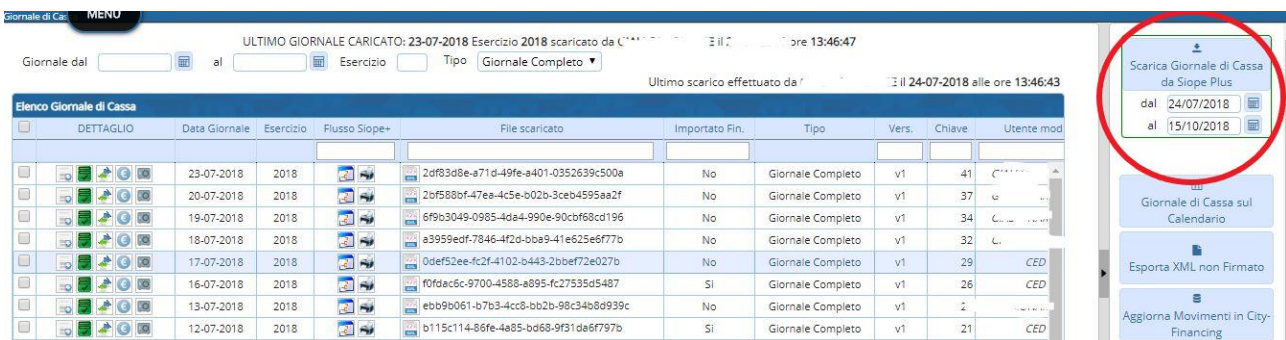 Giornale di Cas
MENU
ULTIMO GIORNALE CARICATO: 23-07-2018 Esercizio 2018 scaricato da il ore 13:46:47
Giornale dal al Esercizio Tipo Giornale Completo
Ultimo scarico effettuato da il 24-07-2018 alle ore 13:46:43
Elenco Giornale di Cassa
DETTAGLIO Data Giornale Esercizio Flusso Siope+ File scaricato Importato Fin. Tipo Vers. Chiave Utente mod
23-07-2018 2018 2df83d8e-a71d-49fe-a401-0352639c500a No Giornale Completo v1 41
20-07-2018 2018 2bf588bf-47ea-4c5e-b02b-3ceb4595aa2f No Giornale Completo v1 37
19-07-2018 2018 6f9b3049-0985-4da4-990e-90cbf68cd196 No Giornale Completo v1 34
18-07-2018 2018 a3959edf-7846-4f2d-bba9-41e625e6f77b No Giornale Completo v1 32
17-07-2018 2018 0def52ee-fc2f-4102-b443-2bbef72e027b No Giornale Completo v1 29 CED
16-07-2018 2018 f0fdac6c-9700-4588-a895-fc27535d5487 Si Giornale Completo v1 26 CED
13-07-2018 2018 ebb9b061-b7b3-4cc8-bb2b-98c34b8d939c No Giornale Completo v1
12-07-2018 2018 b115c114-86fe-4a85-bd68-9f31da6f797b Si Giornale Completo v1 21 CED
Scarica Giornale di Cassa
da Siope Plus
dal 24/07/2018
al 15/10/2018
Giornale di Cassa sul
Calendario
Esporta XML non Firmato
Aggiorna Movimenti in City-
Financing